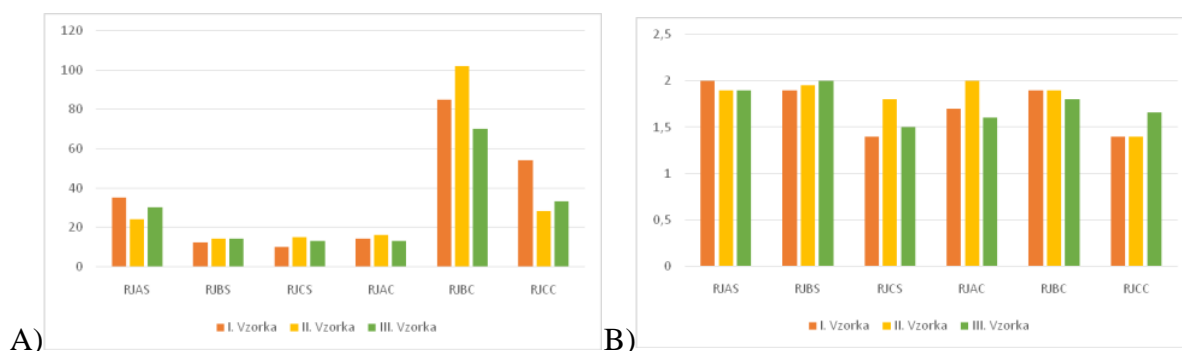 120
100
80
60
40
20
0
RJAS RJBS RJCS RJAC RJBC RJCC
I. Vzorka II. Vzorka III. Vzorka
A)
2,5
2
1,5
1
0,5
0
RJAS RJBS RJCS RJAC RJBC RJCC
I. Vzorka II. Vzorka III. Vzorka
B)